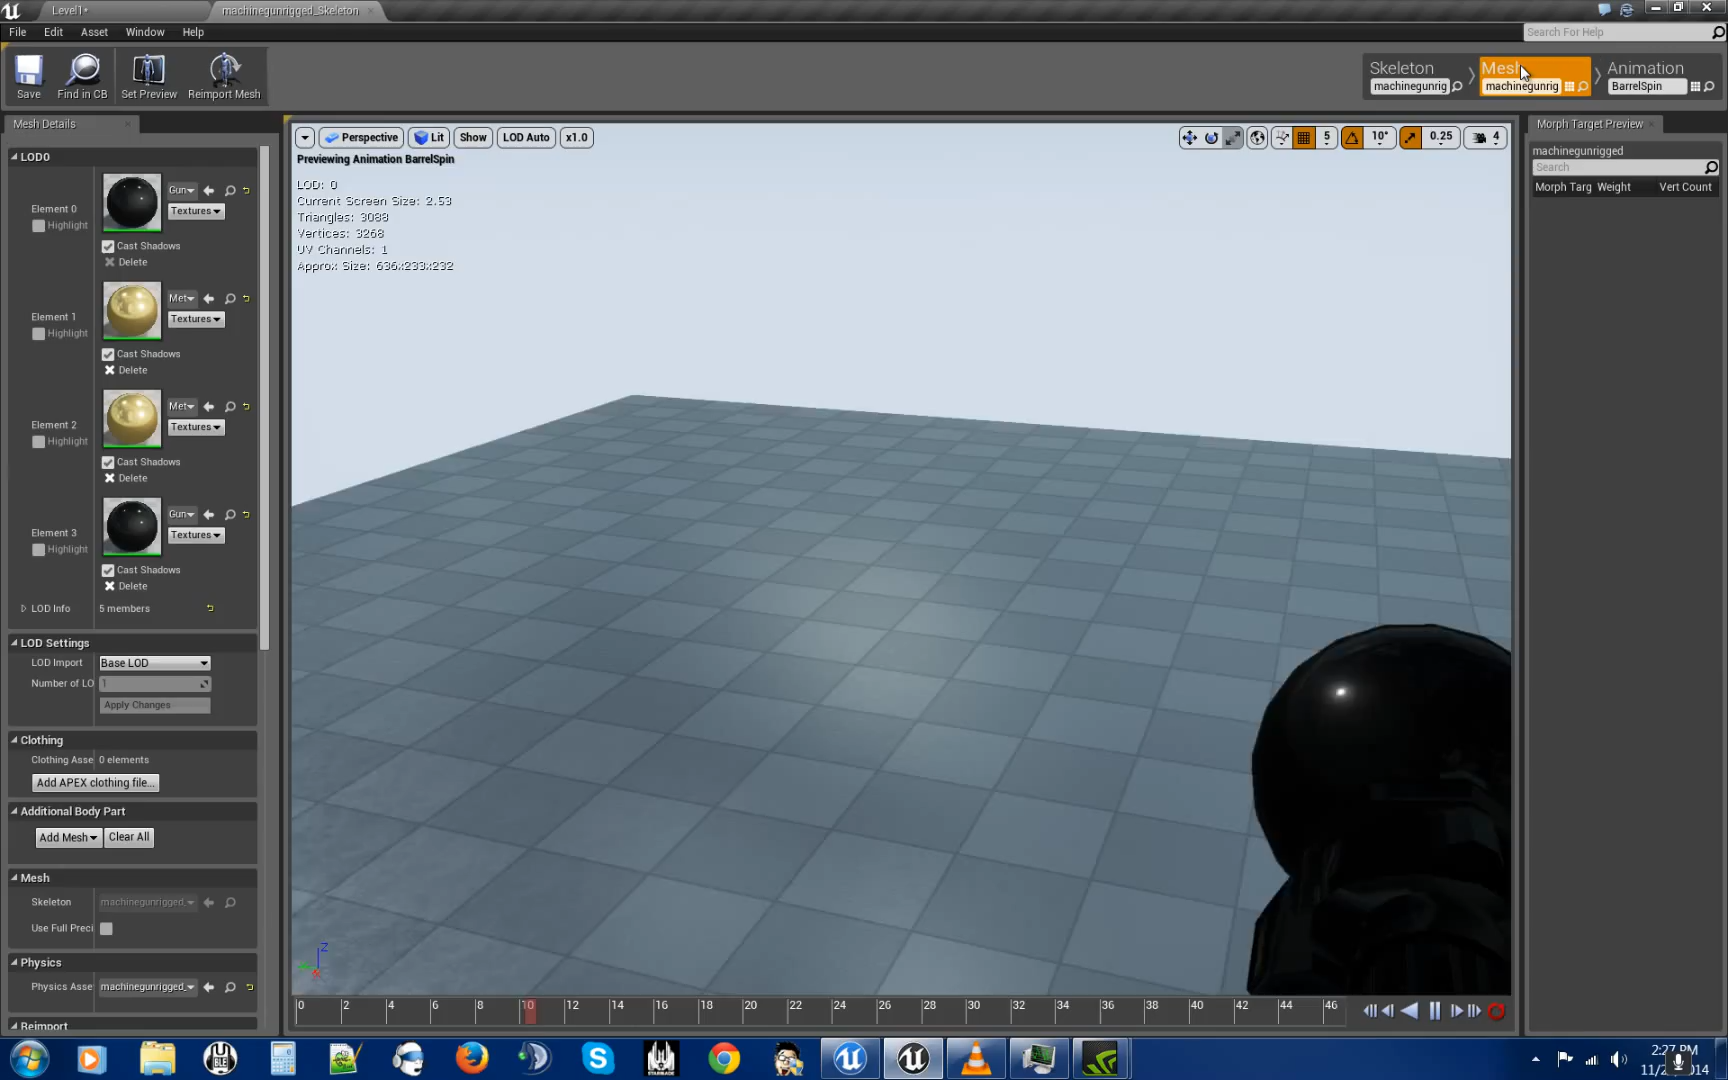 Level1*
machinegunrigged_Skeleton
File Edit Asset Window Help
Search For Help
Save
Find in CB
Set Preview
Reimport Mesh
Skeleton
machinegunrig
Mesh
machinegunrig
Animation
BarrelSpin
Mesh Details
LOD0
Element 0
Highlight
Gun
Textures
Cast Shadows
Delete
Element 1
Highlight
Met
Textures
Cast Shadows
Delete
Element 2
Highlight
Met
Textures
Cast Shadows
Delete
Element 3
Highlight
Gun
Textures
Cast Shadows
Delete
LOD Info 5 members
LOD Settings
LOD Import Base LOD
Number of LO 1
Apply Changes
Clothing
Clothing Asse 0 elements
Add APEX clothing file...
Additional Body Part
Add Mesh Clear All
Mesh
Skeleton machinegunrigged_
Use Full Preci
Physics
Physics Asse machinegunrigged_
Reimport
Perspective Lit Show LOD Auto x1.0
5 10° 0.25 4
Previewing Animation BarrelSpin
LOD: 0
Current Screen Size: 2.53
Triangles: 3088
Vertices: 3268
UV Channels: 1
Approx Size: 636x233x232
Z
0 2 4 6 8 10 12 14 16 18 20 22 24 26 28 30 32 34 36 38 40 42 44 46
Morph Target Preview
machinegunrigged
Search
Morph Targ Weight Vert Count
UBLE
STARMADE
2:27 PM